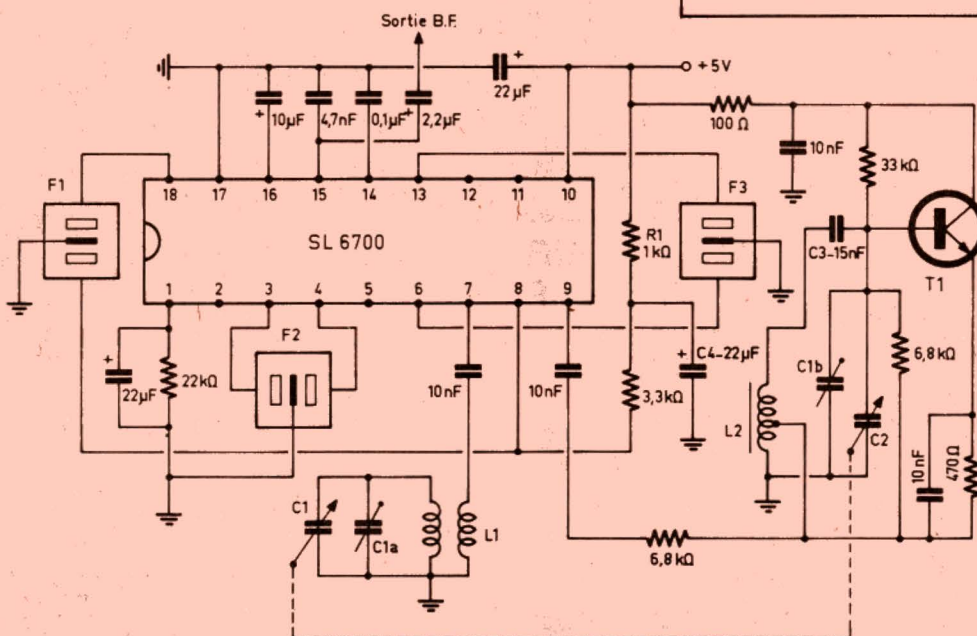 Sortie B.F.
+
22µF
+5V
+ 10µF
4,7nF
0,1µF
+ 2,2µF
100 Ω
10 nF
33 kΩ
F1
18 17 16 15 14 13 12 11 10
F3
SL 6700
R1
1kΩ
C3-15nF
T1
1 2 3 4 5 6 7 8 9
F2
+
22µF
22kΩ
10nF
10nF
3,3kΩ
+ C4-22µF
C1b
6,8kΩ
L2
C2
10nF
470Ω
C1
C1a
L1
6,8kΩ